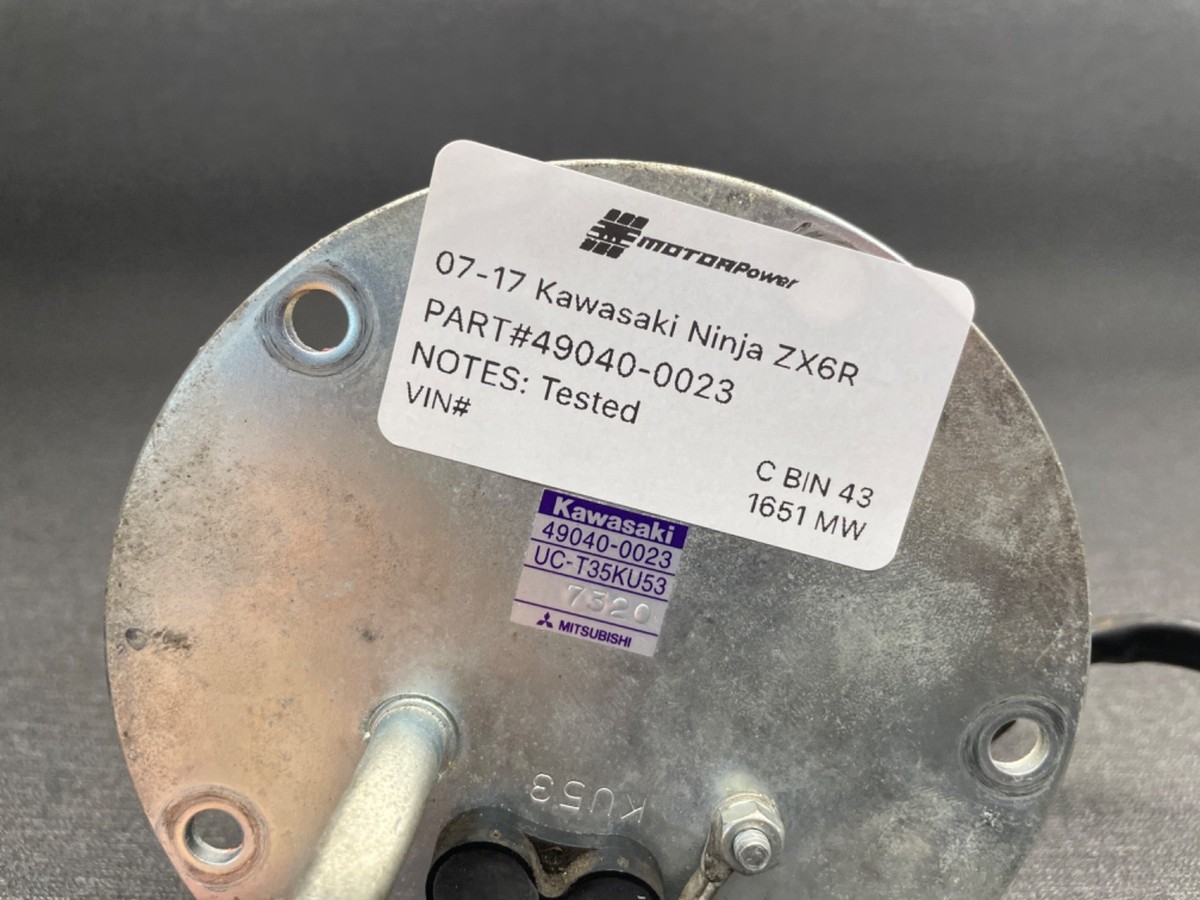 MOTORPower
07-17 Kawasaki Ninja ZX6R
PART#49040-0023
NOTES: Tested
VIN#
C BIN 43
1651 MW
Kawasaki
49040-0023
UC-T35KU53
7320
MITSUBISHI
KU53